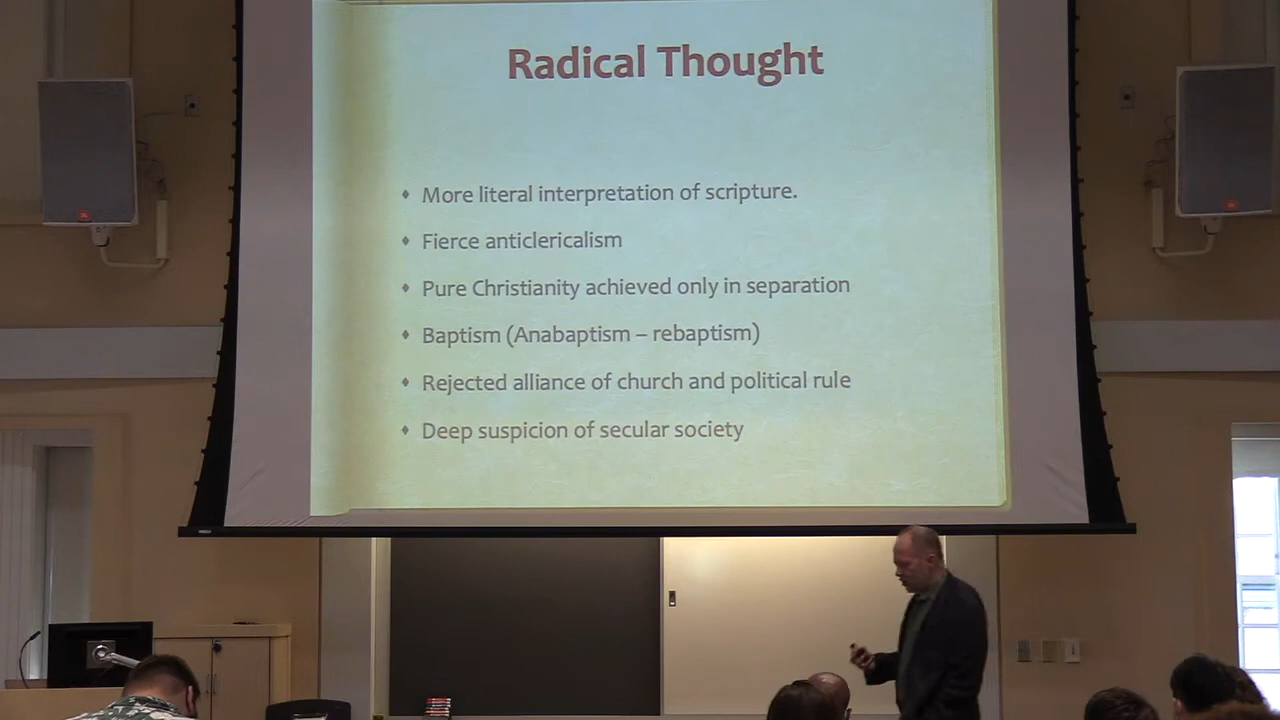 Radical Thought
More literal interpretation of scripture.
Fierce anticlericalism
Pure Christianity achieved only in separation
Baptism (Anabaptism – rebaptism)
Rejected alliance of church and political rule
Deep suspicion of secular society